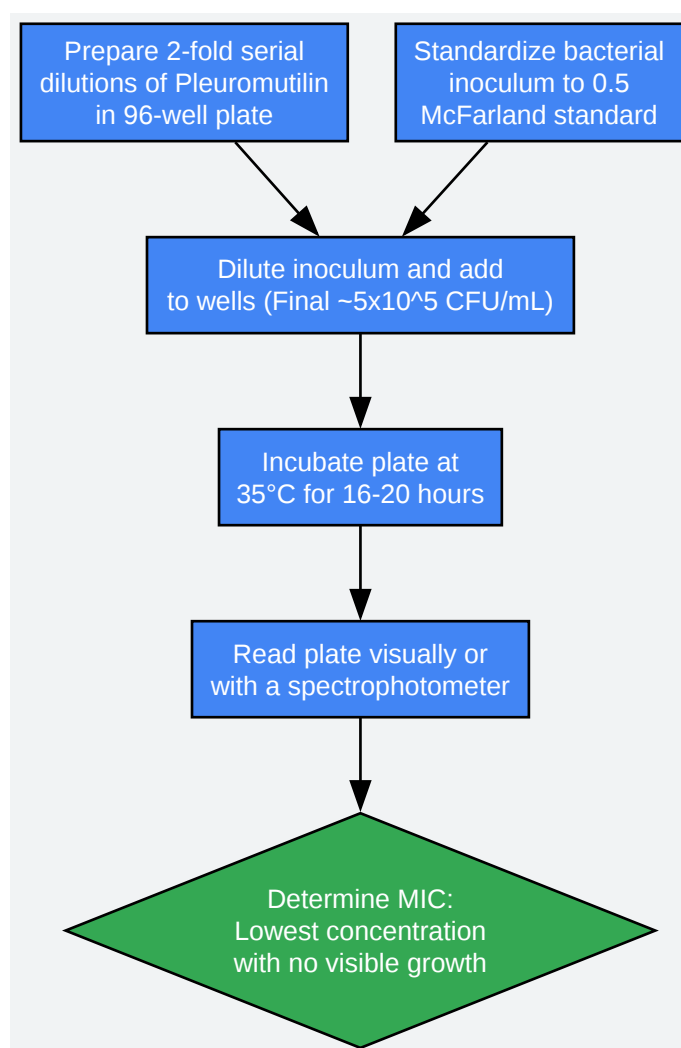 Prepare 2-fold serial
dilutions of Pleuromutilin
in 96-well plate
Standardize bacterial
inoculum to 0.5
McFarland standard
Dilute inoculum and add
to wells (Final ~5x10^5 CFU/mL)
Incubate plate at
35°C for 16-20 hours
Read plate visually or
with a spectrophotometer
Determine MIC:
Lowest concentration
with no visible growth